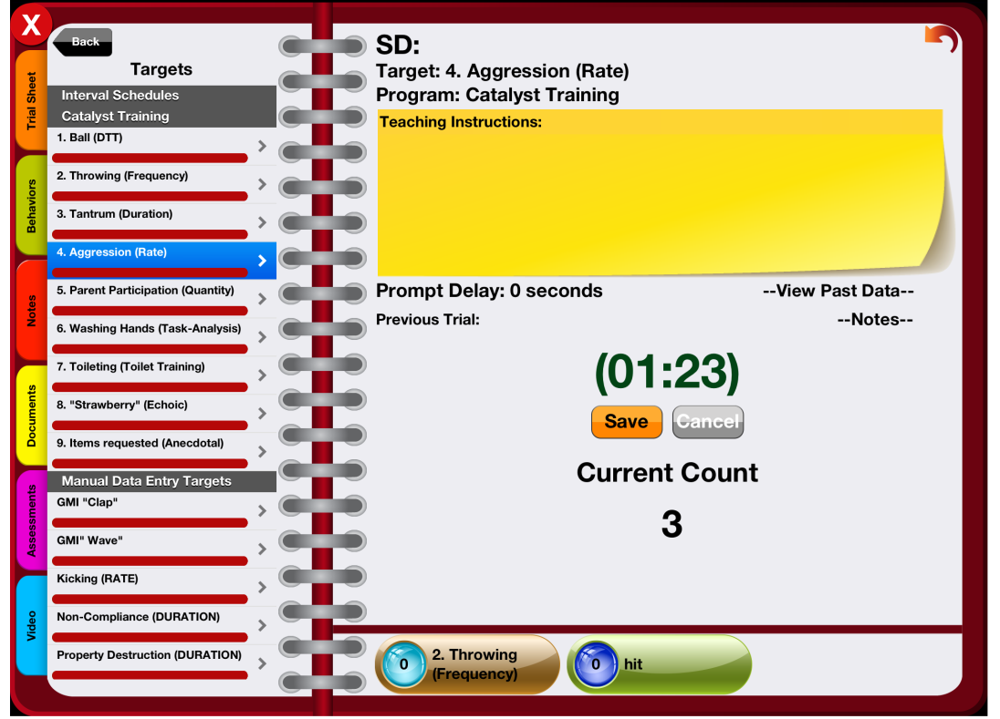 X
Trial Sheet
Behaviors
Notes
Documents
Assessments
Video
Back
Targets
Interval Schedules
Catalyst Training
1. Ball (DTT)
2. Throwing (Frequency)
3. Tantrum (Duration)
4. Aggression (Rate)
5. Parent Participation (Quantity)
6. Washing Hands (Task-Analysis)
7. Toileting (Toilet Training)
8. "Strawberry" (Echoic)
9. Items requested (Anecdotal)
Manual Data Entry Targets
GMI "Clap"
GMI" Wave"
Kicking (RATE)
Non-Compliance (DURATION)
Property Destruction (DURATION)
SD:
Target: 4. Aggression (Rate)
Program: Catalyst Training
Teaching Instructions:
Prompt Delay: 0 seconds
--View Past Data--
Previous Trial:
--Notes--
(01:23)
Save
Cancel
Current Count
3
0
2. Throwing
(Frequency)
0
hit